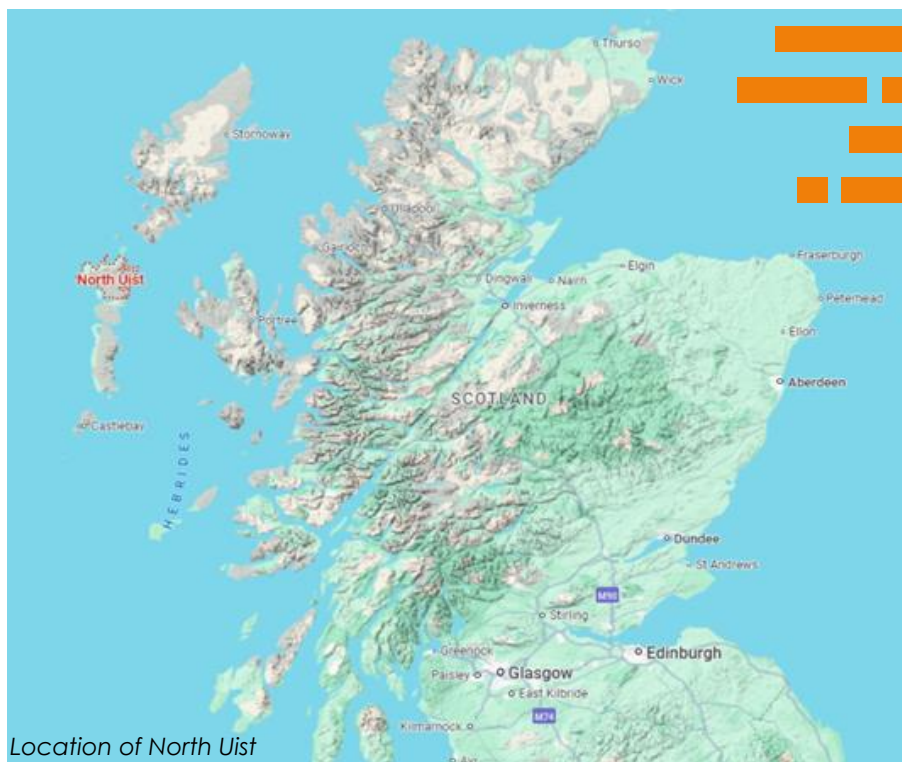 Thurso
Wick
Stornoway
Ullapool
Gairloch
Fraserburgh
Elgin
North Uist
Dingwall
Nairn
Inverness
Peterhead
Portree
Ellon
Aberdeen
SCOTLAND
Castlebay
HEBRIDES
Dundee
St Andrews
M90
Stirling
Greenock
Edinburgh
Glasgow
Paisley
East Kilbride
M74
Kilmarnock
Location of North Uist